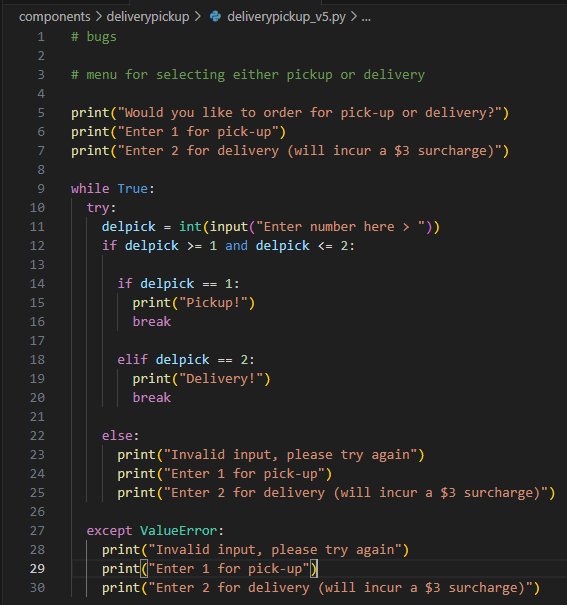 components > deliverypickup > deliverypickup_v5.py > ...
1 # bugs
2
3 # menu for selecting either pickup or delivery
4
5 print("Would you like to order for pick-up or delivery?")
6 print("Enter 1 for pick-up")
7 print("Enter 2 for delivery (will incur a $3 surcharge)")
8
9 while True:
10   try:
11     delpick = int(input("Enter number here > "))
12     if delpick >= 1 and delpick <= 2:
13
14       if delpick == 1:
15         print("Pickup!")
16         break
17
18       elif delpick == 2:
19         print("Delivery!")
20         break
21
22     else:
23       print("Invalid input, please try again")
24       print("Enter 1 for pick-up")
25       print("Enter 2 for delivery (will incur a $3 surcharge)")
26
27   except ValueError:
28     print("Invalid input, please try again")
29     print("Enter 1 for pick-up")
30     print("Enter 2 for delivery (will incur a $3 surcharge)")